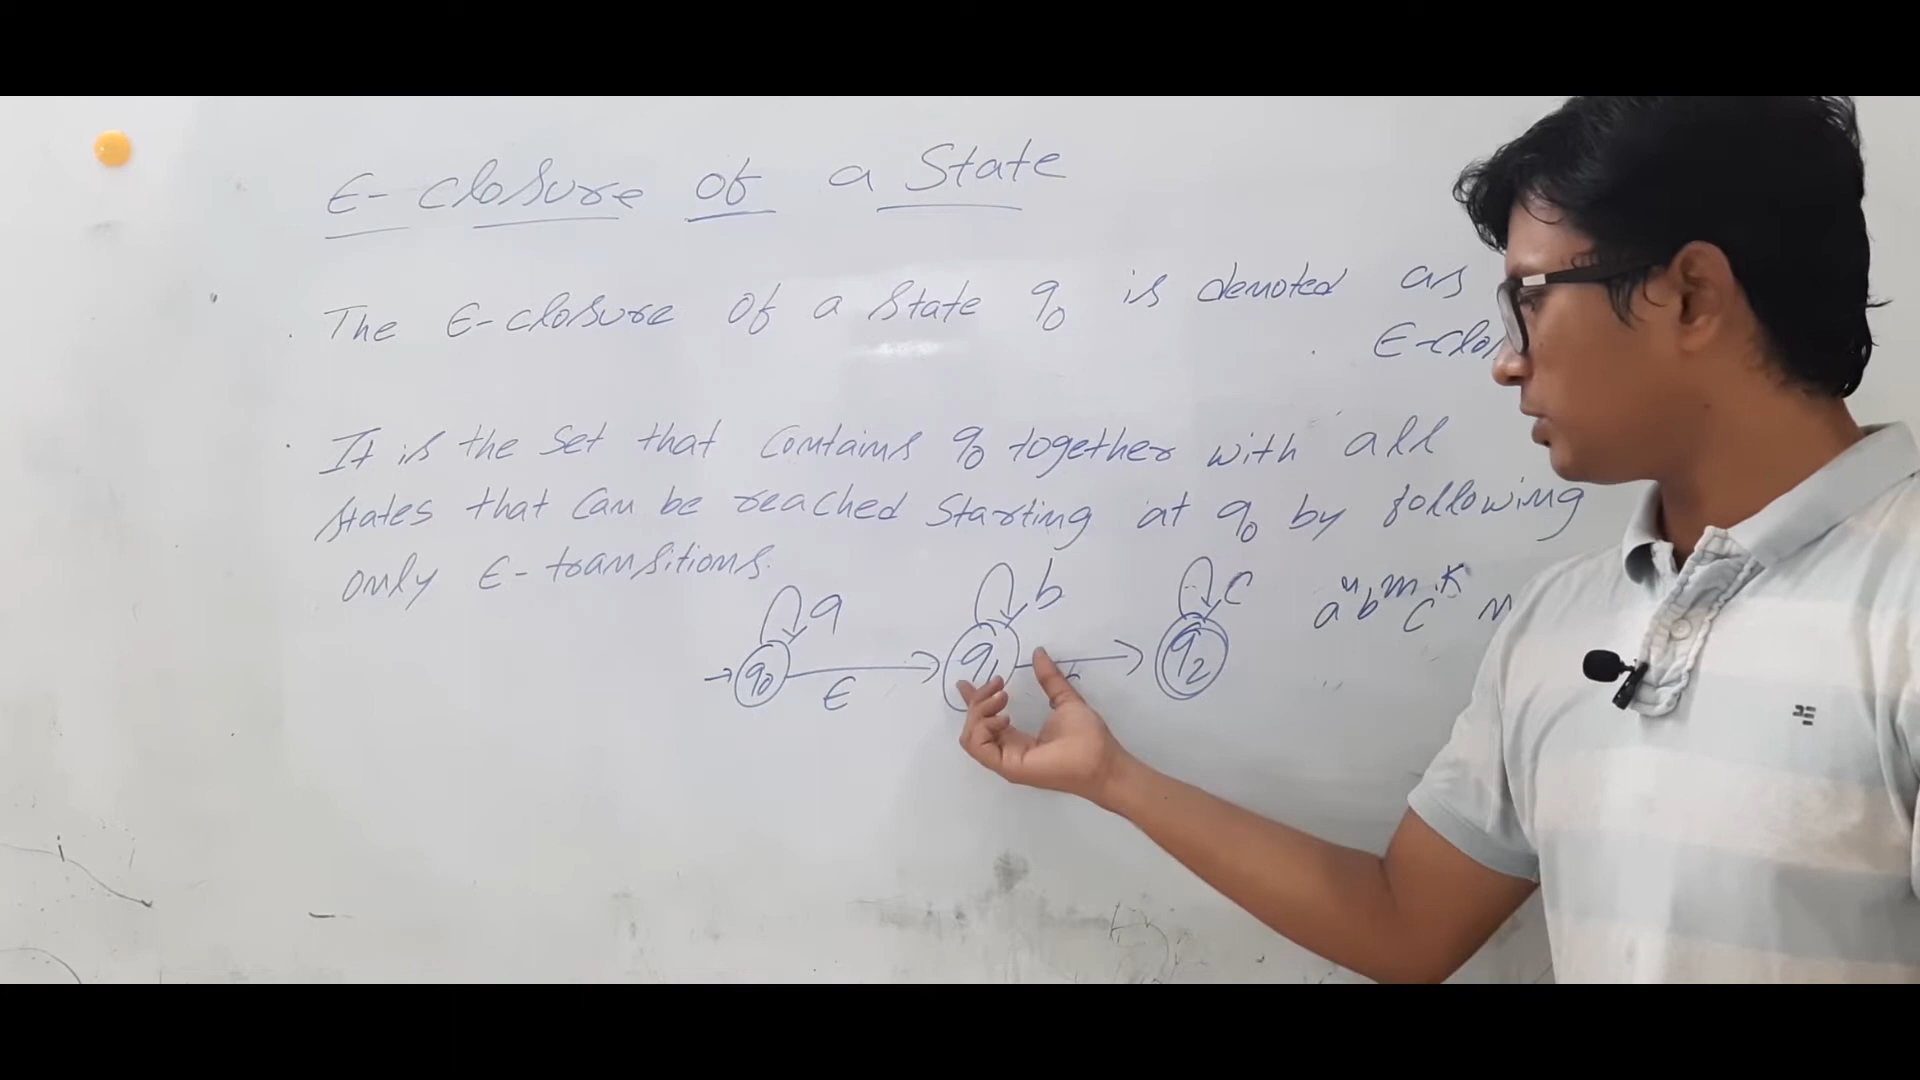 ε-closure of a State
The ε-closure of a state q0 is denoted as
ε-clos
It is the set that contains q0 together with all
states that can be reached starting at q0 by following
only ε-transitions.
a b c
a^n b^m c^k n
q0 q1 q2
ε